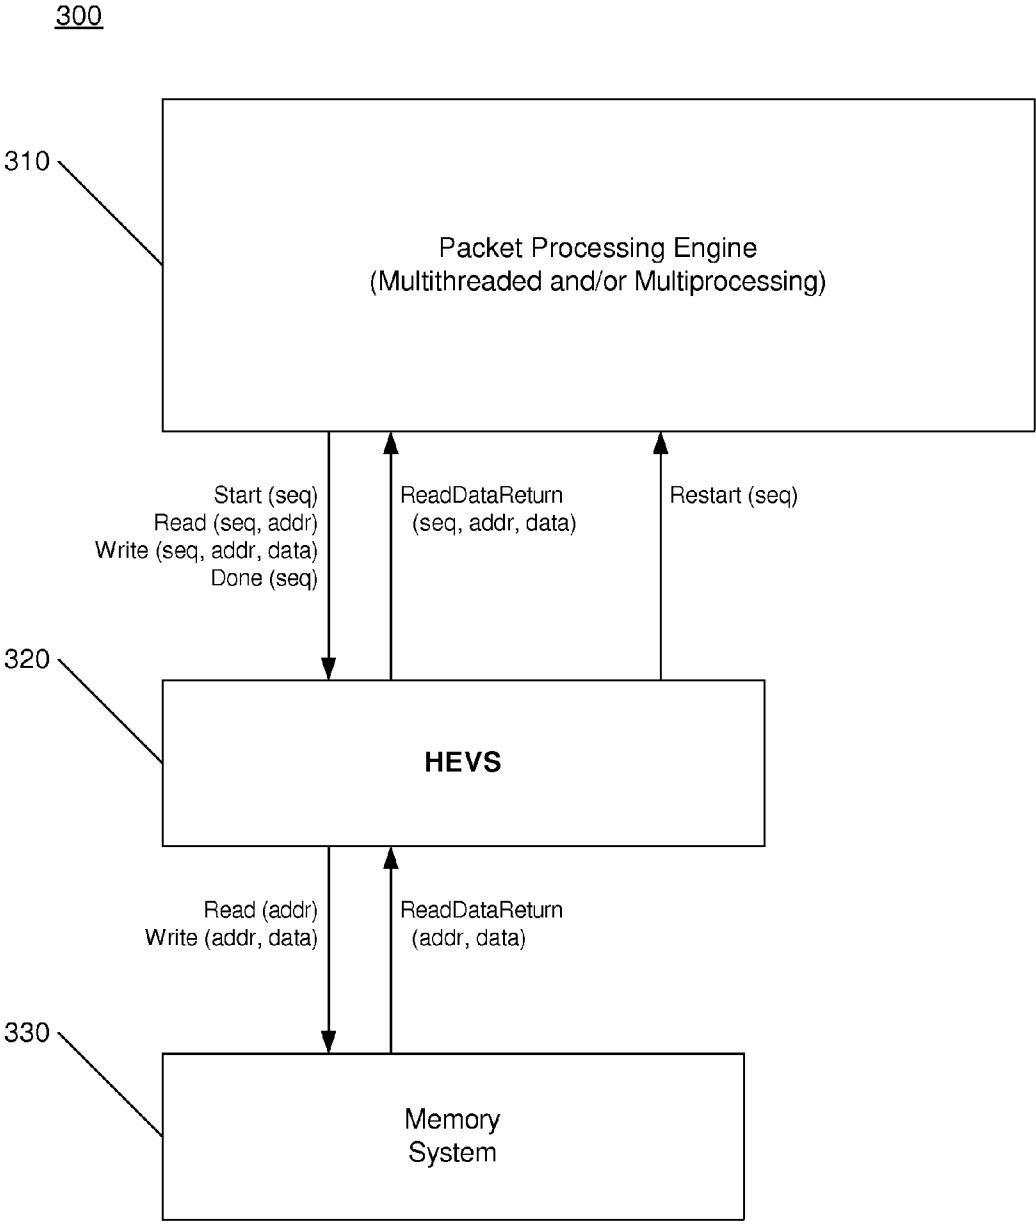 300
310
Packet Processing Engine
(Multithreaded and/or Multiprocessing)
Start (seq)
Read (seq, addr)
Write (seq, addr, data)
Done (seq)
ReadDataReturn
(seq, addr, data)
Restart (seq)
320
HEVS
Read (addr)
Write (addr, data)
ReadDataReturn
(addr, data)
330
Memory
System